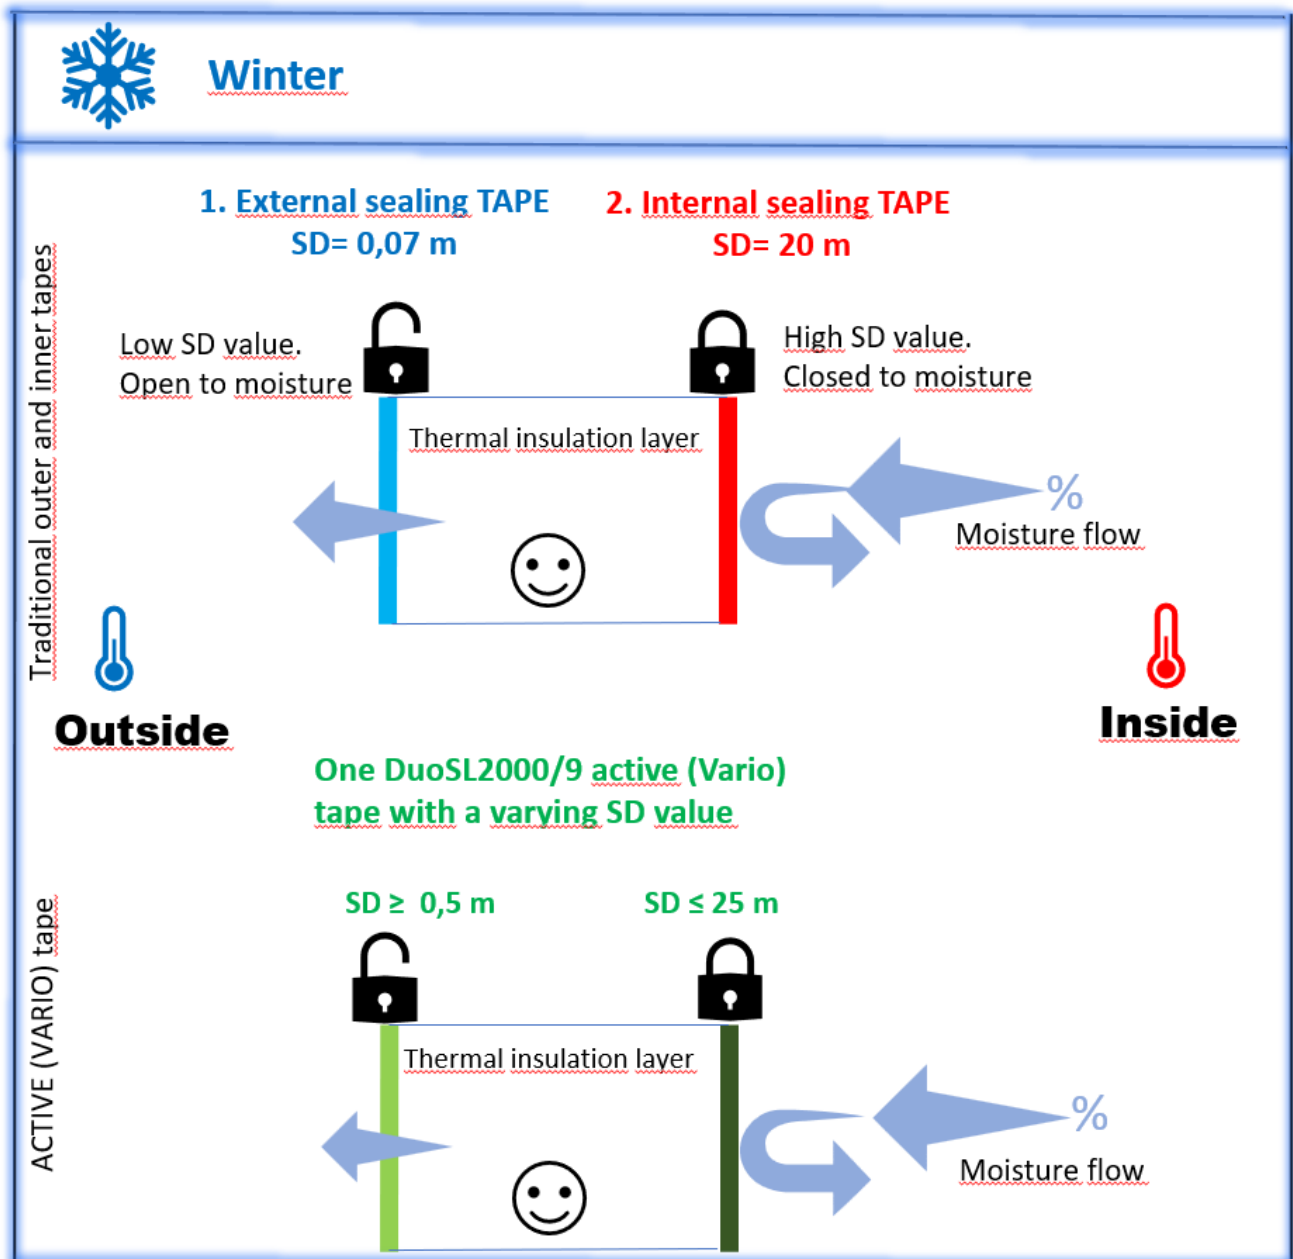 Winter
1. External sealing TAPE
SD= 0,07 m
2. Internal sealing TAPE
SD= 20 m
Traditional outer and inner tapes
Low SD value.
Open to moisture
High SD value.
Closed to moisture
Thermal insulation layer
%
Moisture flow
Outside
Inside
One DuoSL2000/9 active (Vario)
tape with a varying SD value
ACTIVE (VARIO) tape
SD ≥ 0,5 m
SD ≤ 25 m
Thermal insulation layer
%
Moisture flow